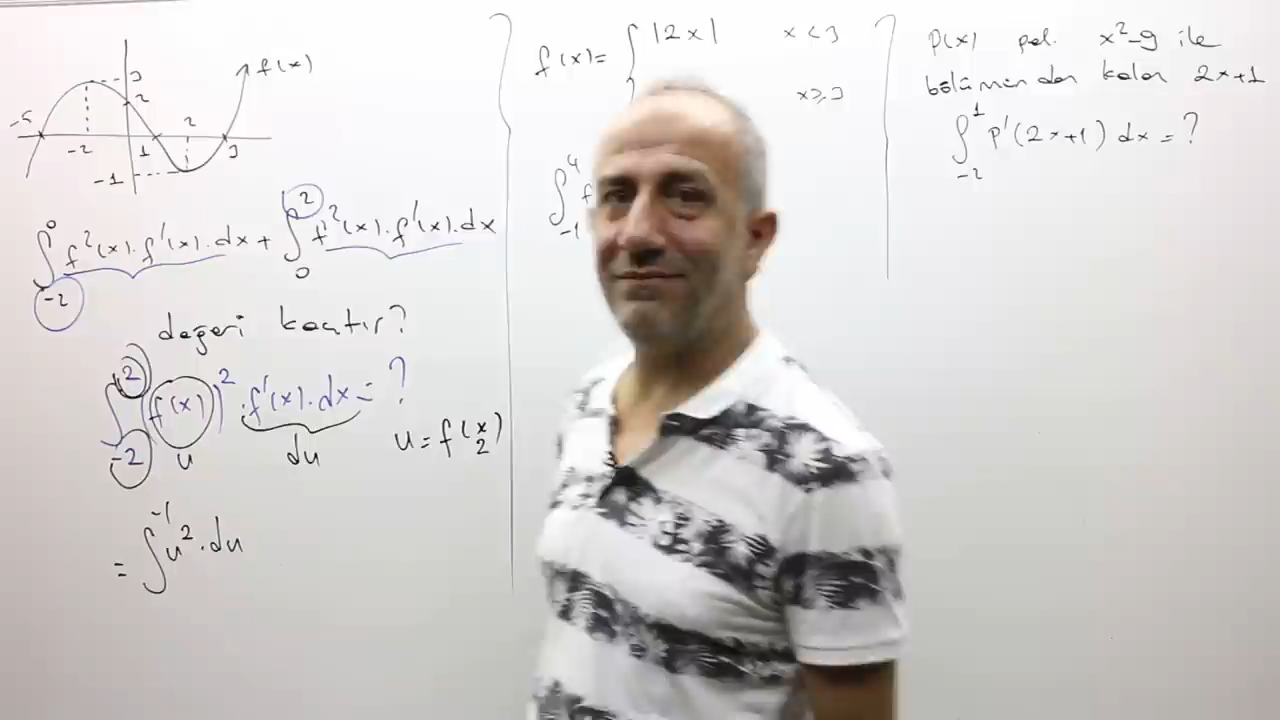 3
2
f(x)
-5
-2
1
2
3
-1
∫₋₂⁰ f²(x).f'(x).dx + ∫₀² f²(x).f'(x).dx
değeri kaçtır?
∫₋₂² (f(x))².f'(x).dx = ?
u
du
u = f(x)
2
= ∫⁻¹ u².du
f(x) = { |2x| x<3
x≥3
∫₋₁⁴ f
P(x) pol. x²-9 ile
bölümünden kalan 2x+1
∫₋₂¹ P'(2x+1) dx = ?